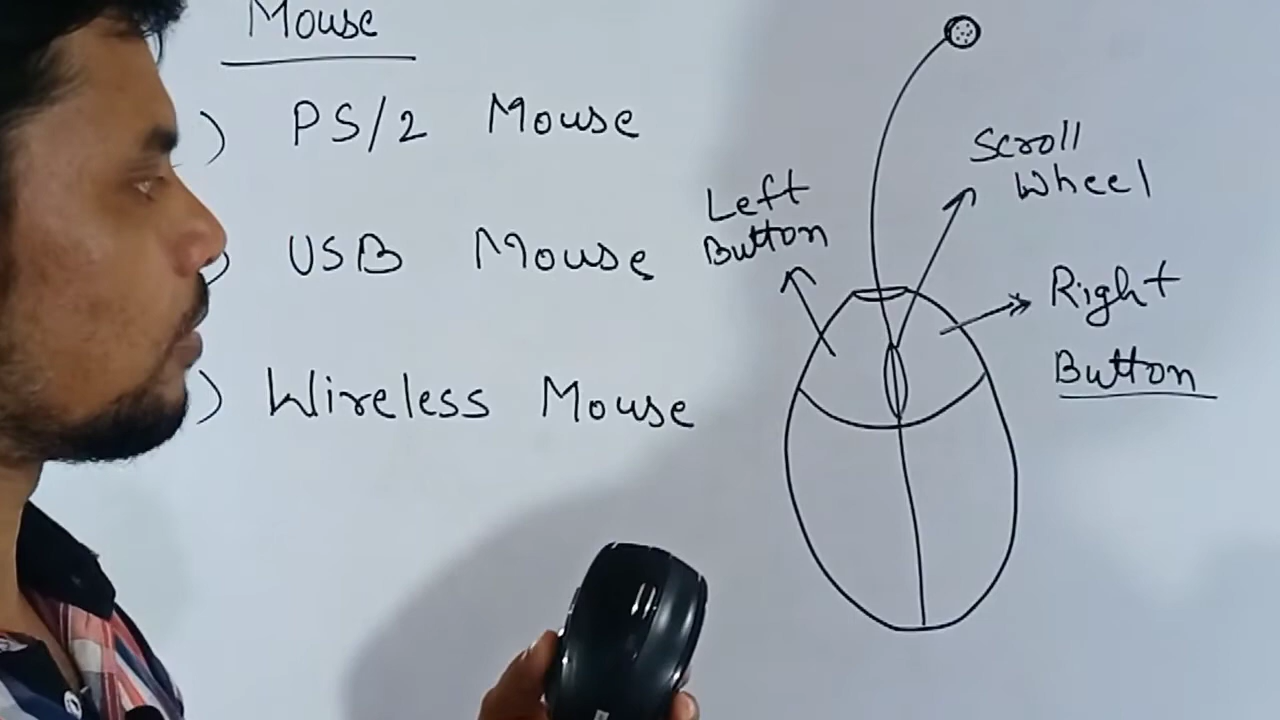 Mouse
) PS/2 Mouse
) USB Mouse
) Wireless Mouse
Scroll
Wheel
Left
Button
Right
Button